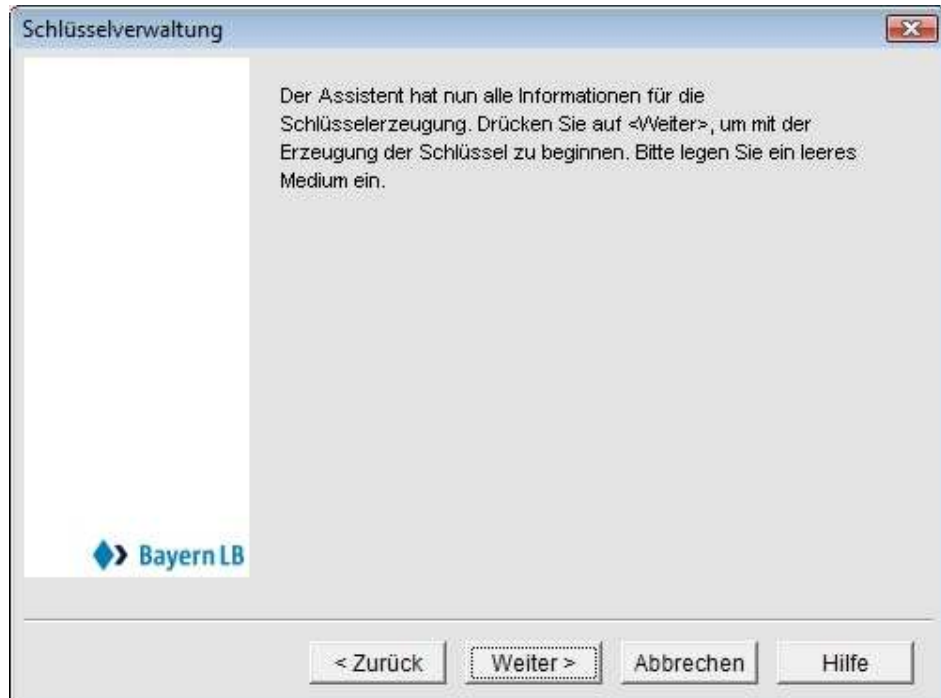 Schlüsselverwaltung
Der Assistent hat nun alle Informationen für die
Schlüsselerzeugung. Drücken Sie auf <Weiter>, um mit der
Erzeugung der Schlüssel zu beginnen. Bitte legen Sie ein leeres
Medium ein.
Bayern LB
< Zurück
Weiter >
Abbrechen
Hilfe